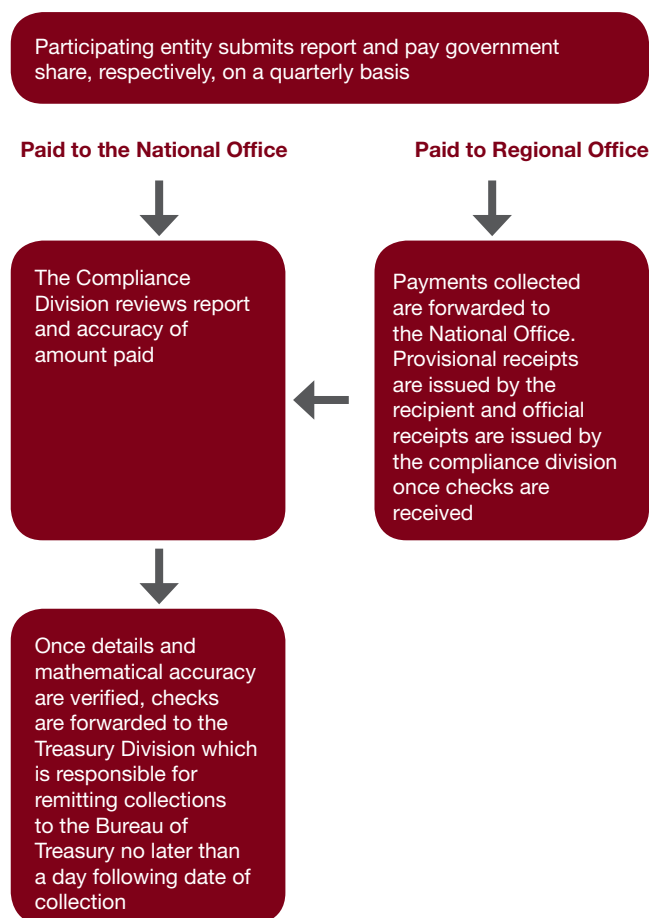 Participating entity submits report and pay government
share, respectively, on a quarterly basis
Paid to the National Office
Paid to Regional Office
The Compliance
Division reviews report
and accuracy of
amount paid
Payments collected
are forwarded to
the National Office.
Provisional receipts
are issued by the
recipient and official
receipts are issued by
the compliance division
once checks are
received
Once details and
mathematical accuracy
are verified, checks
are forwarded to the
Treasury Division which
is responsible for
remitting collections
to the Bureau of
Treasury no later than
a day following date of
collection